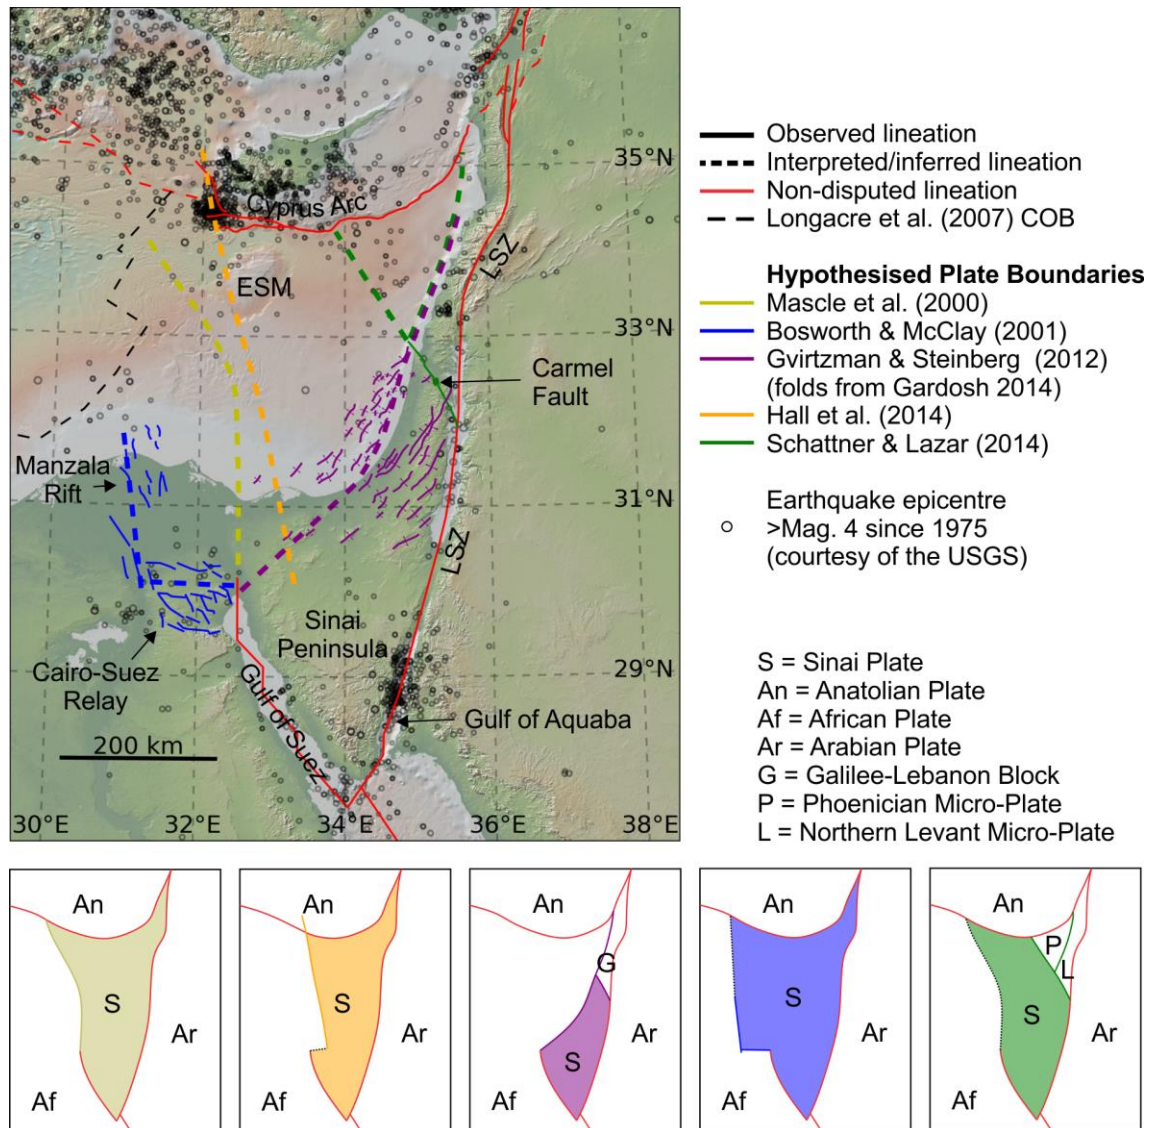 35°N
Cyprus Arc
ESM
LSZ
33°N
Carmel
Fault
Manzala
Rift
31°N
LSZ
Sinai
Peninsula
29°N
Cairo-Suez
Relay
Gulf of Suez
Gulf of Aquaba
200 km
30°E
32°E
34°E
36°E
38°E
Observed lineation
Interpreted/inferred lineation
Non-disputed lineation
Longacre et al. (2007) COB
Hypothesised Plate Boundaries
Mascle et al. (2000)
Bosworth & McClay (2001)
Gvirtzman & Steinberg (2012)
(folds from Gardosh 2014)
Hall et al. (2014)
Schattner & Lazar (2014)
Earthquake epicentre
>Mag. 4 since 1975
(courtesy of the USGS)
S = Sinai Plate
An = Anatolian Plate
Af = African Plate
Ar = Arabian Plate
G = Galilee-Lebanon Block
P = Phoenician Micro-Plate
L = Northern Levant Micro-Plate
An
S
Ar
Af
An
S
Ar
Af
An
G
S
Ar
Af
An
S
Ar
Af
An
P
L
S
Ar
Af